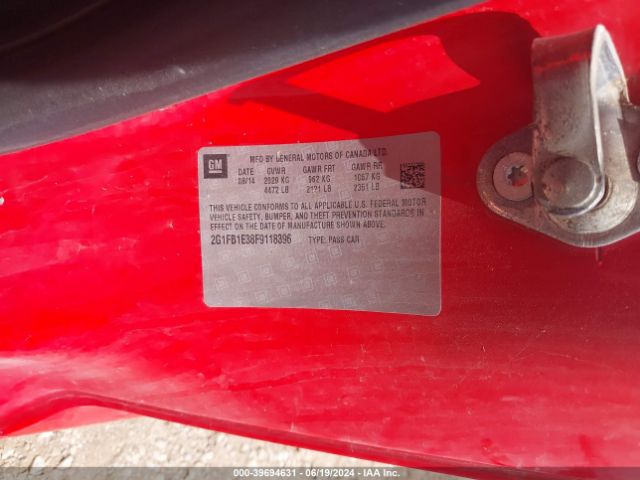 GM
MFD BY GENERAL MOTORS OF CANADA LTD.
DATE GVWR GAWR FRT GAWR RR
08/14 2029 KG 962 KG 1067 KG
4472 LB 2121 LB 2351 LB
THIS VEHICLE CONFORMS TO ALL APPLICABLE U.S. FEDERAL MOTOR
VEHICLE SAFETY, BUMPER, AND THEFT PREVENTION STANDARDS
IN EFFECT ON THE DATE OF MANUFACTURE SHOWN ABOVE.
2G1FB1E38F9118396 TYPE: PASS CAR
000-39694631 - 06/19/2024 - IAA Inc.